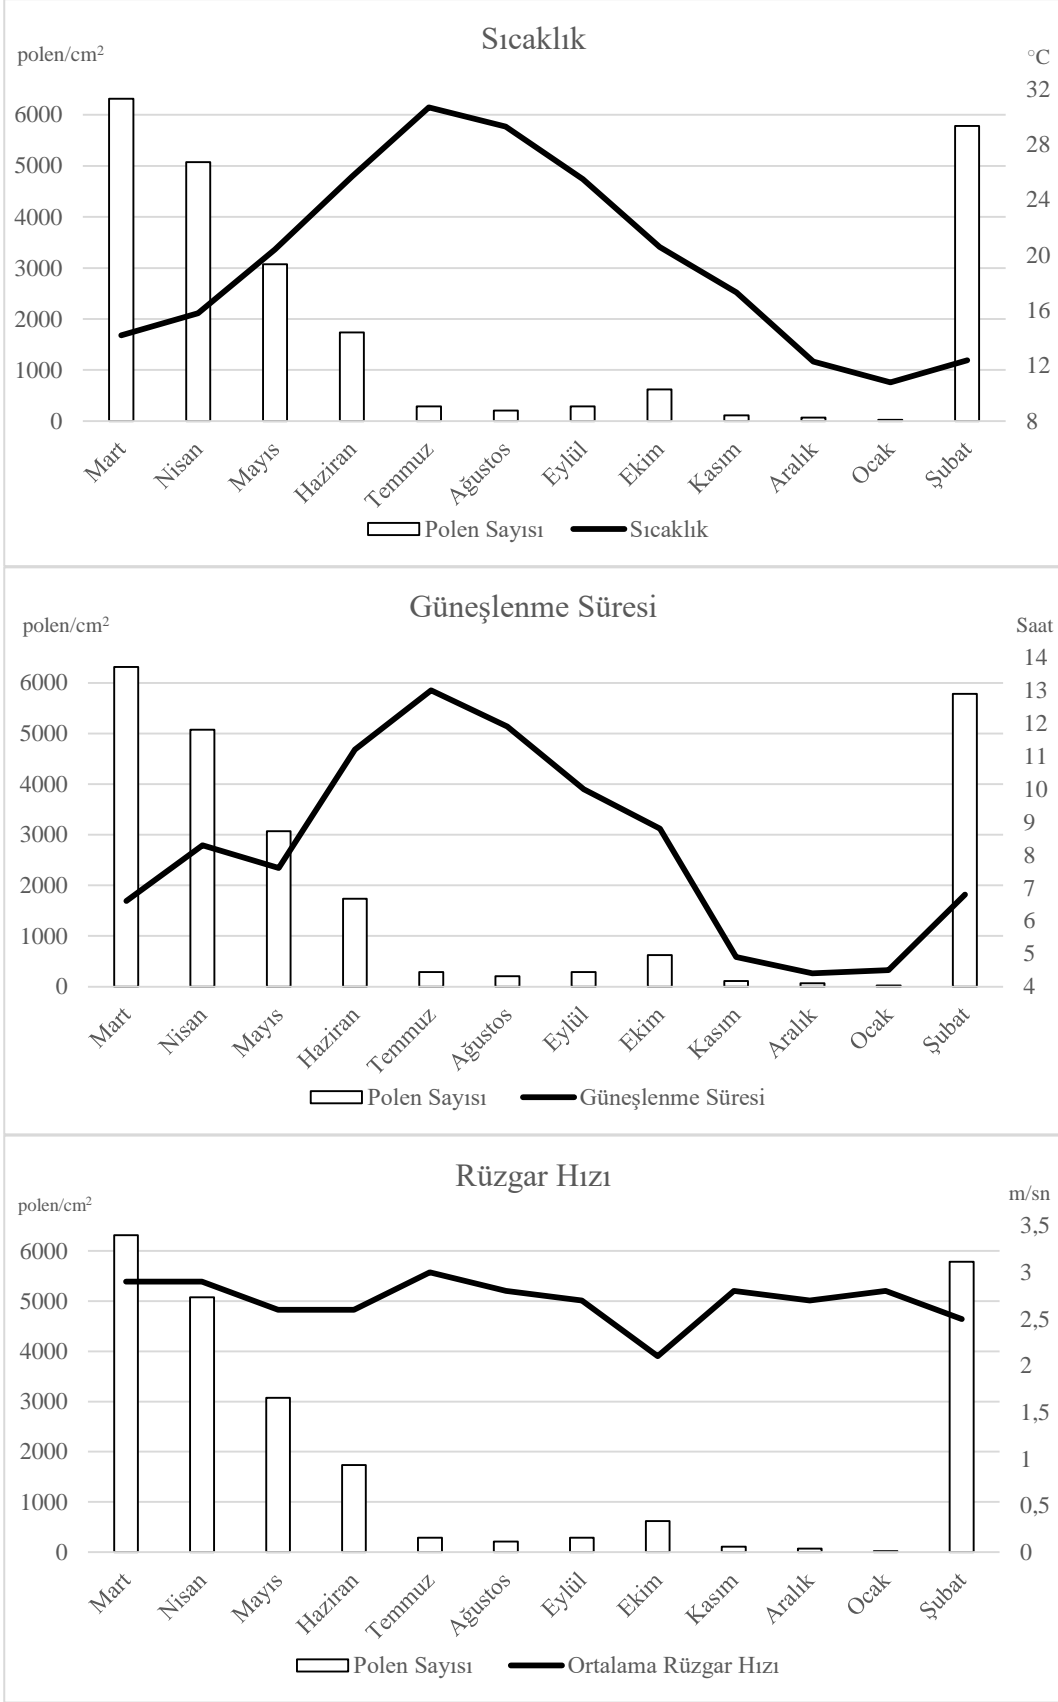 Sıcaklık
polen/cm²
°C
32
6000
28
5000
24
4000
20
3000
16
2000
12
1000
0
8
Mart
Nisan
Mayıs
Haziran
Temmuz
Ağustos
Eylül
Ekim
Kasım
Aralık
Ocak
Şubat
Polen Sayısı
Sıcaklık
Güneşlenme Süresi
polen/cm²
Saat
14
6000
13
12
5000
11
4000
10
9
3000
8
2000
7
6
1000
5
0
4
Mart
Nisan
Mayıs
Haziran
Temmuz
Ağustos
Eylül
Ekim
Kasım
Aralık
Ocak
Şubat
Polen Sayısı
Güneşlenme Süresi
Rüzgar Hızı
polen/cm²
m/sn
3,5
6000
3
5000
2,5
4000
2
3000
1,5
2000
1
1000
0,5
0
0
Mart
Nisan
Mayıs
Haziran
Temmuz
Ağustos
Eylül
Ekim
Kasım
Aralık
Ocak
Şubat
Polen Sayısı
Ortalama Rüzgar Hızı